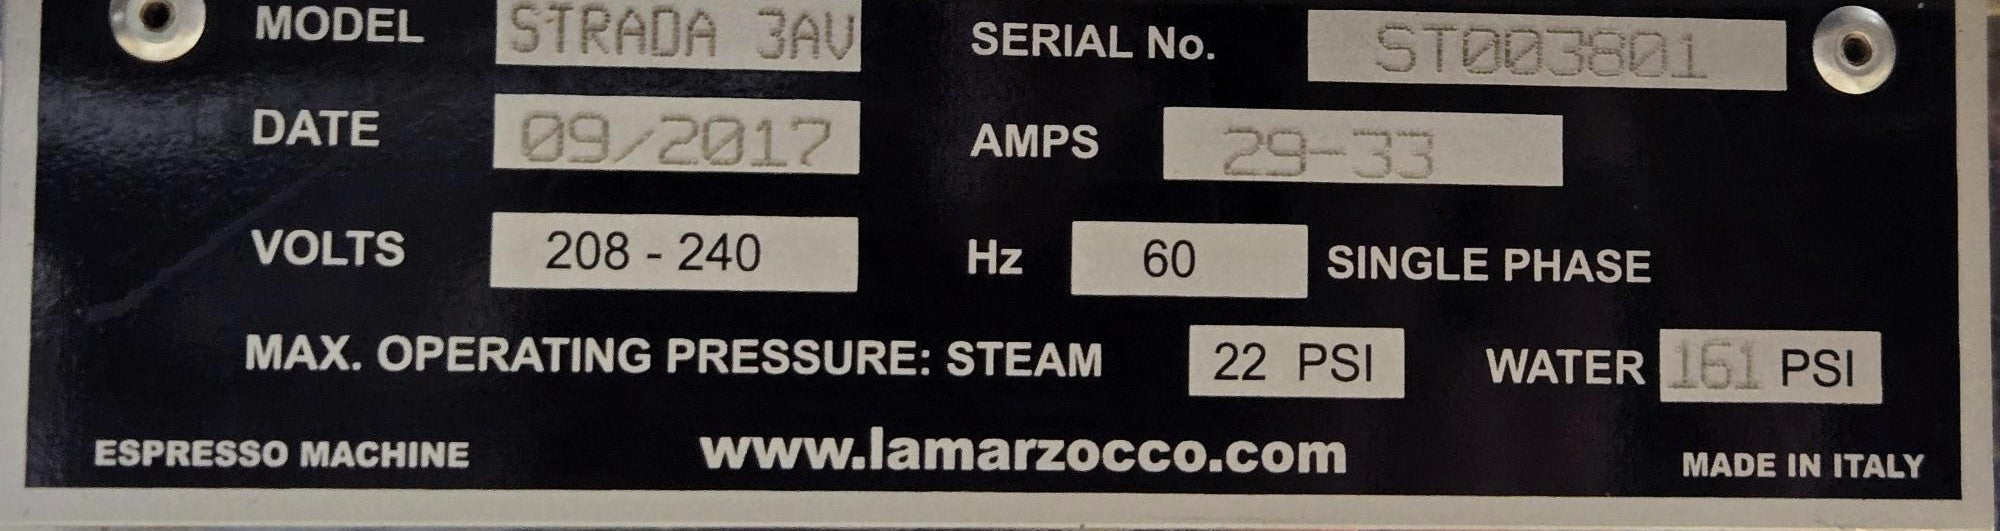 MODEL STRADA 3AV SERIAL No. ST003801
DATE 09/2017 AMPS 29-33
VOLTS 208 - 240 Hz 60 SINGLE PHASE
MAX. OPERATING PRESSURE: STEAM 22 PSI WATER 161 PSI
ESPRESSO MACHINE www.lamarzocco.com MADE IN ITALY